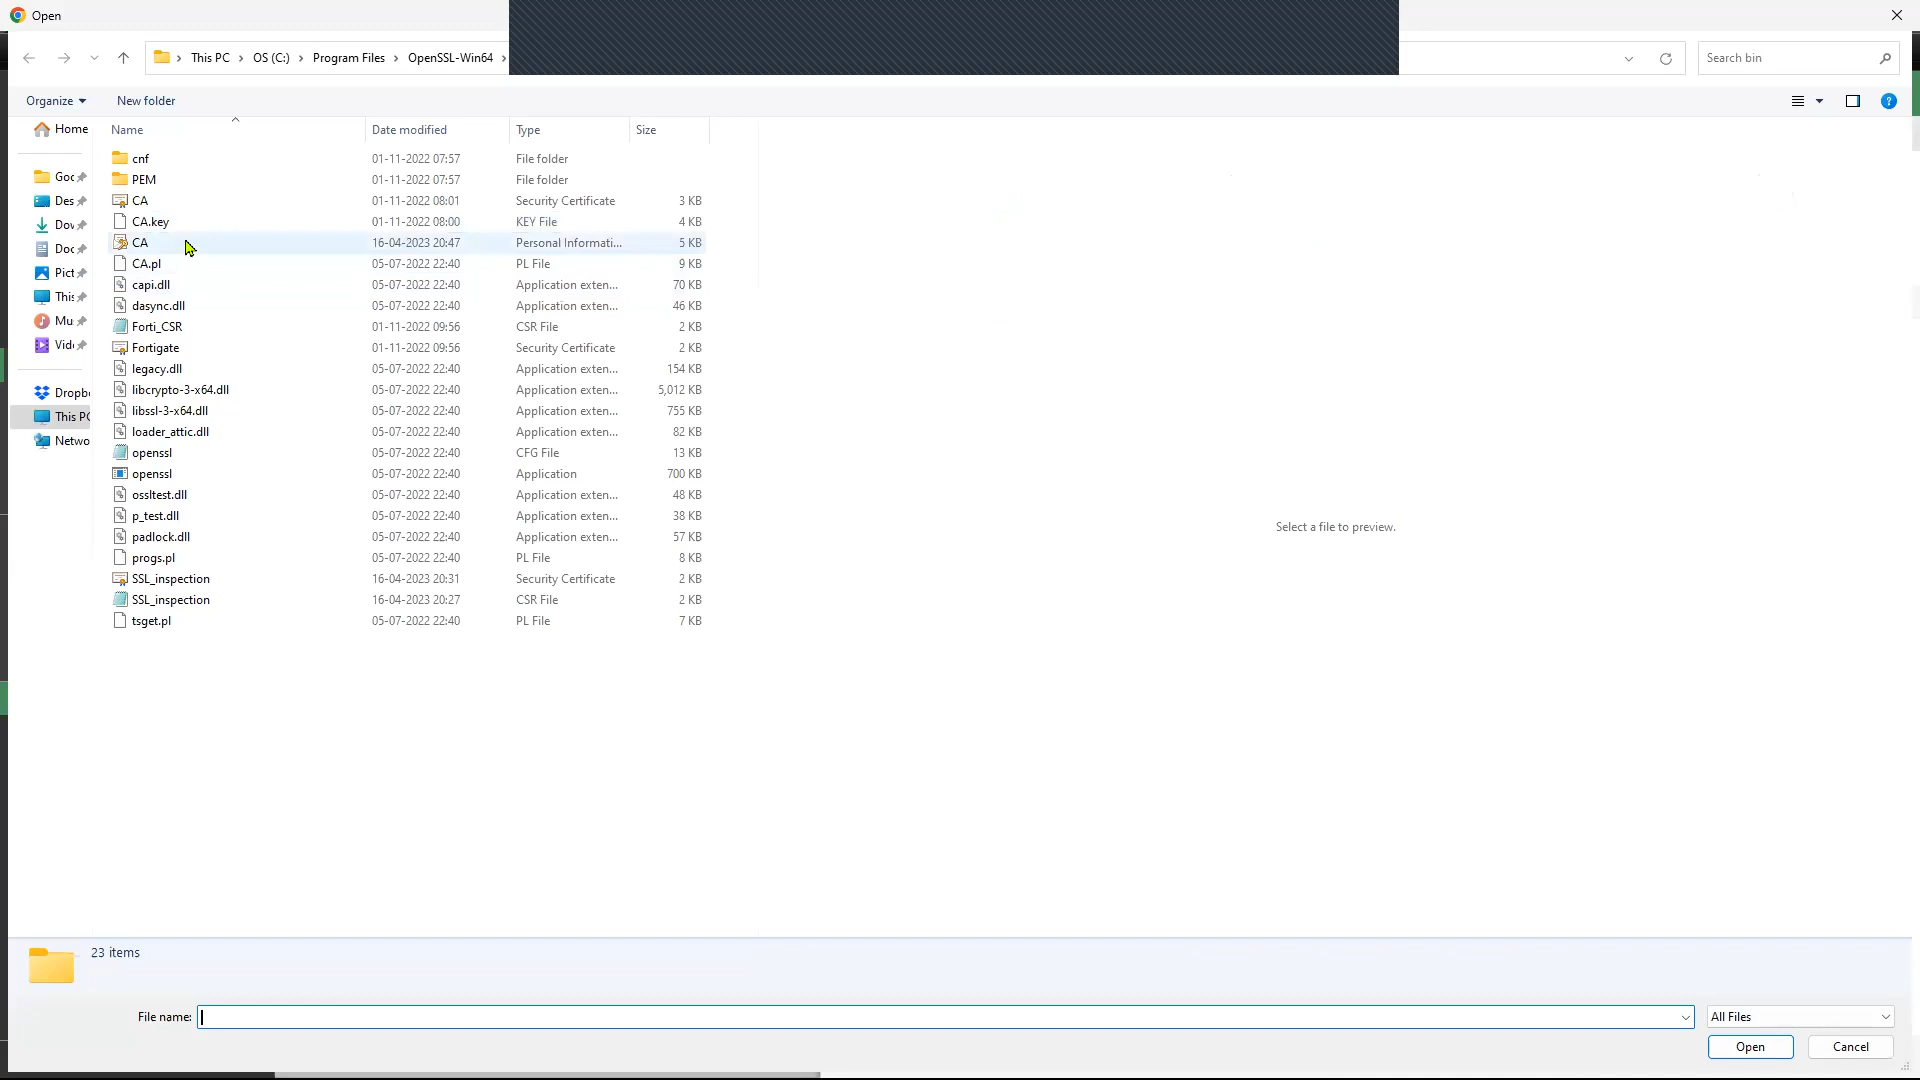 Open
This PC > OS (C:) > Program Files > OpenSSL-Win64 >
Search bin
Organize
New folder
Name Date modified Type Size
Home
Goc
Des
Dov
Doc
Pict
This
Mu
Vide
Dropb
This PC
Netwo
cnf 01-11-2022 07:57 File folder
PEM 01-11-2022 07:57 File folder
CA 01-11-2022 08:01 Security Certificate 3 KB
CA.key 01-11-2022 08:00 KEY File 4 KB
CA 16-04-2023 20:47 Personal Informati... 5 KB
CA.pl 05-07-2022 22:40 PL File 9 KB
capi.dll 05-07-2022 22:40 Application exten... 70 KB
dasync.dll 05-07-2022 22:40 Application exten... 46 KB
Forti_CSR 01-11-2022 09:56 CSR File 2 KB
Fortigate 01-11-2022 09:56 Security Certificate 2 KB
legacy.dll 05-07-2022 22:40 Application exten... 154 KB
libcrypto-3-x64.dll 05-07-2022 22:40 Application exten... 5,012 KB
libssl-3-x64.dll 05-07-2022 22:40 Application exten... 755 KB
loader_attic.dll 05-07-2022 22:40 Application exten... 82 KB
openssl 05-07-2022 22:40 CFG File 13 KB
openssl 05-07-2022 22:40 Application 700 KB
ossltest.dll 05-07-2022 22:40 Application exten... 48 KB
p_test.dll 05-07-2022 22:40 Application exten... 38 KB
padlock.dll 05-07-2022 22:40 Application exten... 57 KB
progs.pl 05-07-2022 22:40 PL File 8 KB
SSL_inspection 16-04-2023 20:31 Security Certificate 2 KB
SSL_inspection 16-04-2023 20:27 CSR File 2 KB
tsget.pl 05-07-2022 22:40 PL File 7 KB
Select a file to preview.
23 items
File name:
All Files
Open
Cancel